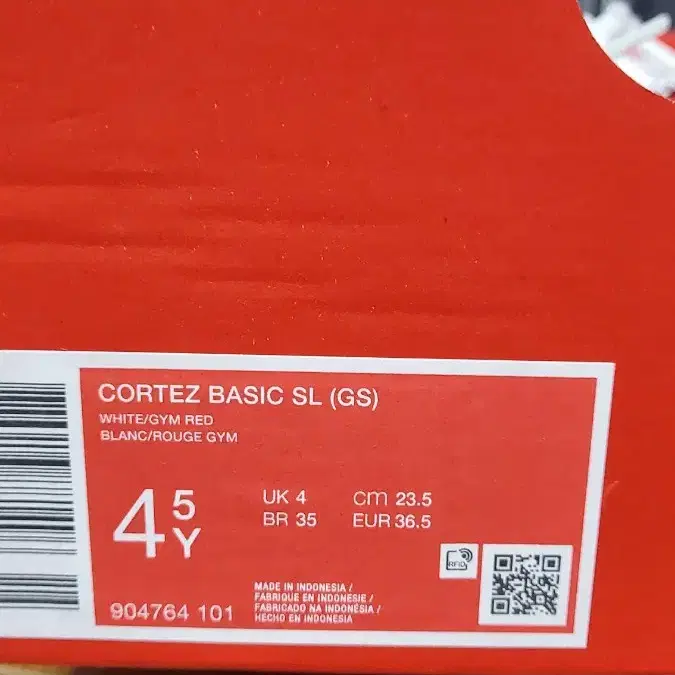 CORTEZ BASIC SL (GS)
WHITE/GYM RED
BLANC/ROUGE GYM
4 5Y
UK 4 cm 23.5
BR 35 EUR 36.5
RFID
904764 101
MADE IN INDONESIA /
FABRIQUE EN INDONESIE /
FABRICADO NA INDONÉSIA /
HECHO EN INDONESIA